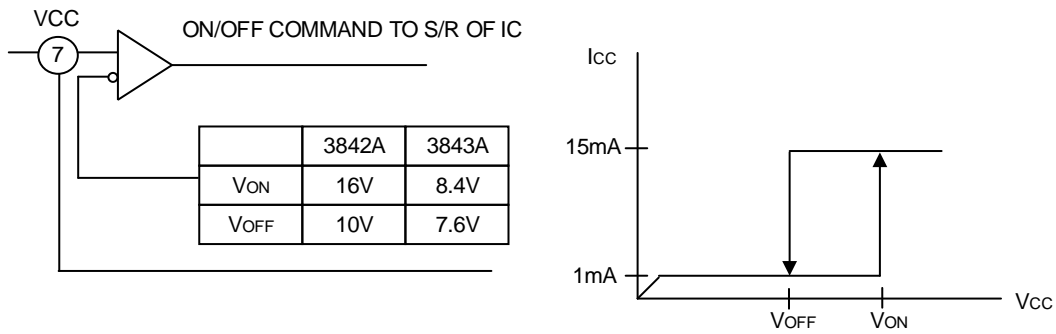 VCC
ON/OFF COMMAND TO S/R OF IC
7
3842A 3843A
VON 16V 8.4V
VOFF 10V 7.6V
ICC
15mA
1mA
VCC
VOFF VON